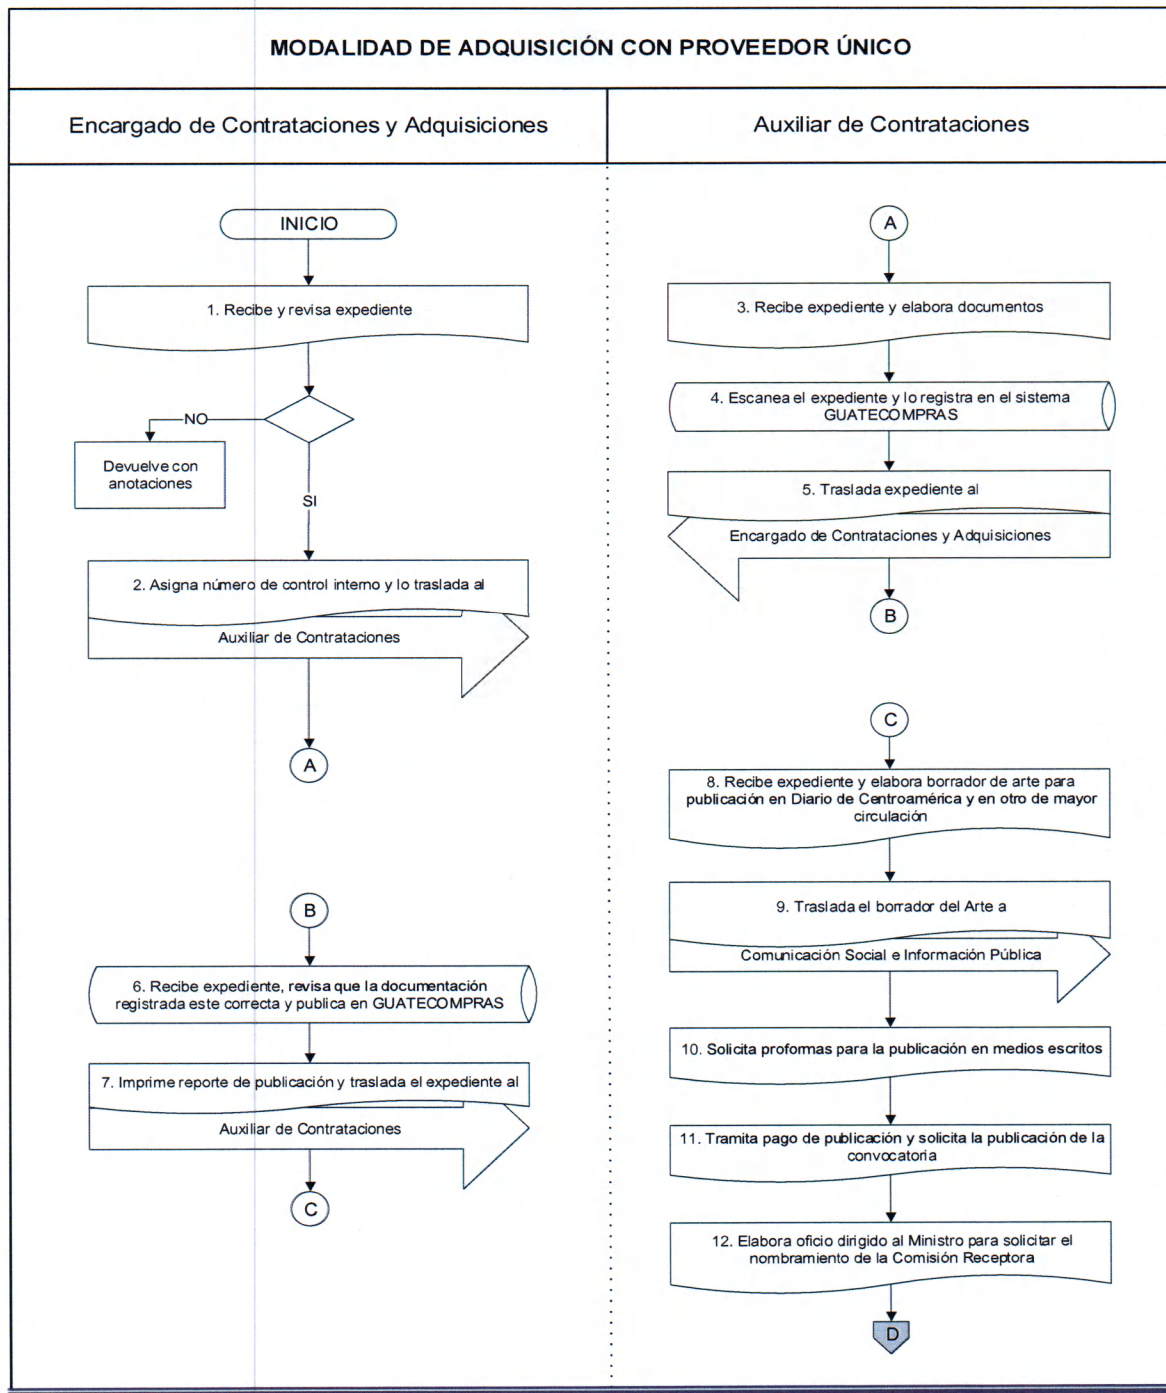 MODALIDAD DE ADQUISICIÓN CON PROVEEDOR ÚNICO
Encargado de Contrataciones y Adquisiciones
INICIO
1. Recibe y revisa expediente
NO
Devuelve con
anotaciones
SI
2. Asigna número de control interno y lo traslada al
Auxiliar de Contrataciones
A
B
6. Recibe expediente, revisa que la documentación
registrada este correcta y publica en GUATECOMPRAS
7. Imprime reporte de publicación y traslada el expediente al
Auxiliar de Contrataciones
C
Auxiliar de Contrataciones
A
3. Recibe expediente y elabora documentos
4. Escanea el expediente y lo registra en el sistema
GUATECOMPRAS
5. Traslada expediente al
Encargado de Contrataciones y Adquisiciones
B
C
8. Recibe expediente y elabora borrador de arte para
publicación en Diario de Centroamérica y en otro de mayor
circulación
9. Traslada el borrador del Arte a
Comunicación Social e Información Pública
10. Solicita proformas para la publicación en medios escritos
11. Tramita pago de publicación y solicita la publicación de la
convocatoria
12. Elabora oficio dirigido al Ministro para solicitar el
nombramiento de la Comisión Receptora
D